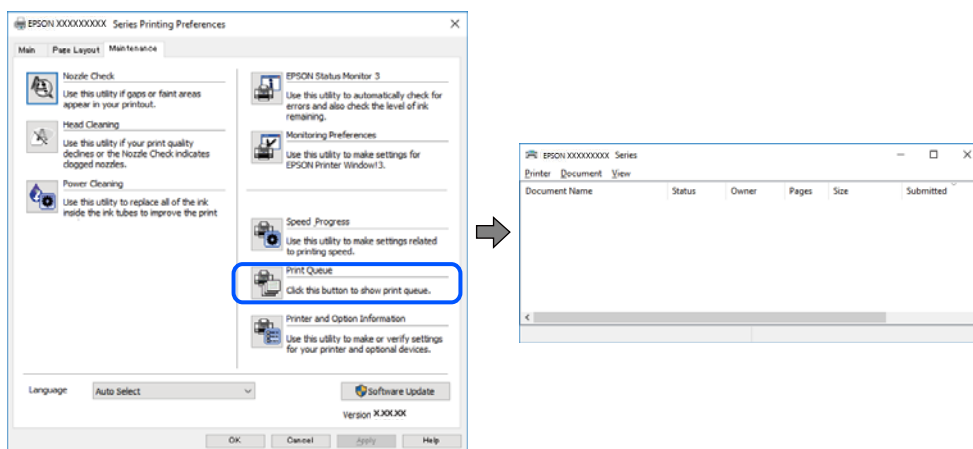 EPSON XXXXXXXXX Series Printing Preferences
Main Page Layout Maintenance
Nozzle Check
Use this utility if gaps or faint areas
appear in your printout.
Head Cleaning
Use this utility if your print quality
declines or the Nozzle Check indicates
clogged nozzles.
Power Cleaning
Use this utility to replace all of the ink
inside the ink tubes to improve the print
EPSON Status Monitor 3
Use this utility to automatically check for
errors and also check the level of ink
remaining.
Monitoring Preferences
Use this utility to make settings for
EPSON Printer Window!3.
Speed Progress
Use this utility to make settings related
to printing speed.
Print Queue
Click this button to show print queue.
Printer and Option Information
Use this utility to make or verify settings
for your printer and optional devices.
Language Auto Select
Software Update
Version X.XX.XX
OK Cancel Apply Help
EPSON XXXXXXXXX Series
Printer Document View
Document Name Status Owner Pages Size Submitted